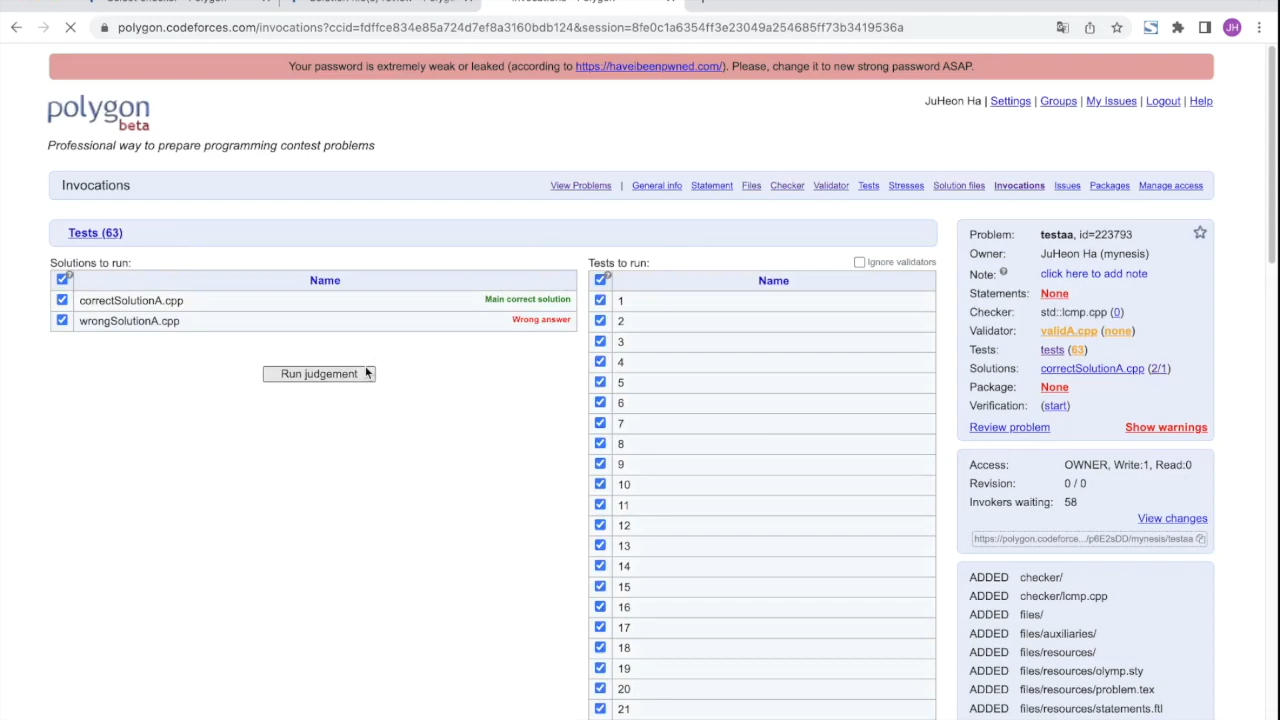 polygon.codeforces.com/invocations?ccid=fdffce834e85a724d7ef8a3160bdb124&session=8fe0c1a6354ff3e23049a254685ff73b3419536a
JH
Your password is extremely weak or leaked (according to https://haveibeenpwned.com/). Please, change it to new strong password ASAP.
polygon
beta
JuHeon Ha | Settings | Groups | My Issues | Logout | Help
Professional way to prepare programming contest problems
Invocations
View Problems | General info Statement Files Checker Validator Tests Stresses Solution files Invocations Issues Packages Manage access
Tests (63)
Solutions to run:
Name
correctSolutionA.cpp Main correct solution
wrongSolutionA.cpp Wrong answer
Run judgement
Tests to run: Ignore validators
Name
1
2
3
4
5
6
7
8
9
10
11
12
13
14
15
16
17
18
19
20
21
Problem: testaa, id=223793
Owner: JuHeon Ha (mynesis)
Note: ? click here to add note
Statements: None
Checker: std::lcmp.cpp (0)
Validator: validA.cpp (none)
Tests: tests (63)
Solutions: correctSolutionA.cpp (2/1)
Package: None
Verification: (start)
Review problem Show warnings
Access: OWNER, Write:1, Read:0
Revision: 0 / 0
Invokers waiting: 58
View changes
https://polygon.codeforce.../p6E2sDD/mynesis/testaa
ADDED checker/
ADDED checker/lcmp.cpp
ADDED files/
ADDED files/auxiliaries/
ADDED files/resources/
ADDED files/resources/olymp.sty
ADDED files/resources/problem.tex
ADDED files/resources/statements.ftl